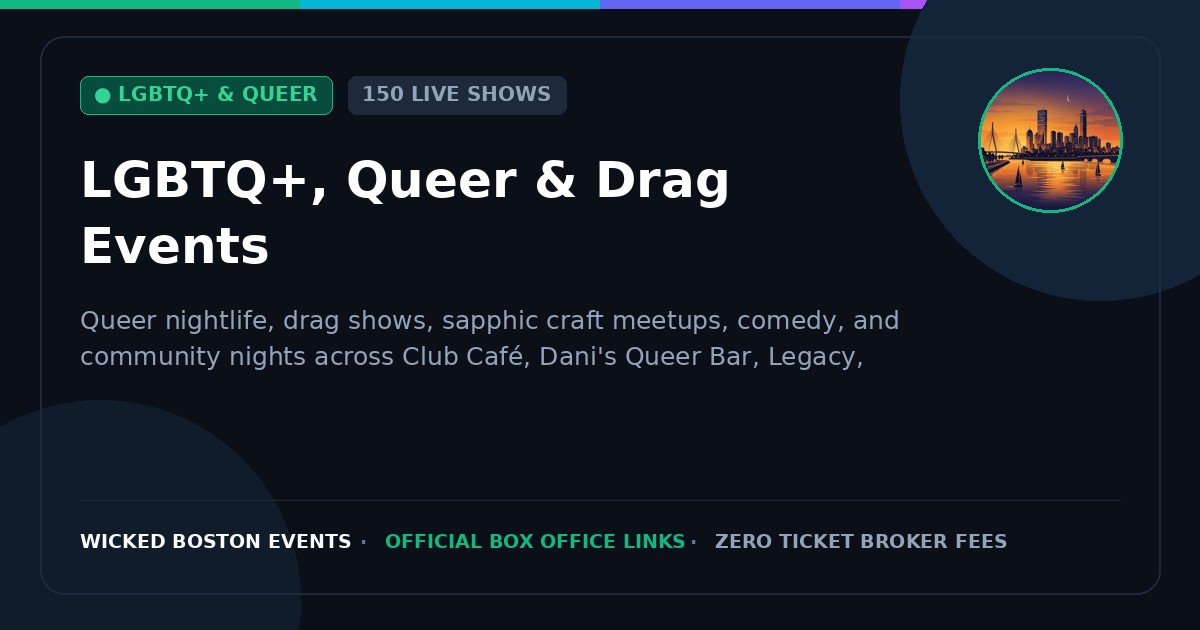 LGBTQ+ & QUEER
150 LIVE SHOWS
LGBTQ+, Queer & Drag
Events
Queer nightlife, drag shows, sapphic craft meetups, comedy, and
community nights across Club Café, Dani's Queer Bar, Legacy,
WICKED BOSTON EVENTS · OFFICIAL BOX OFFICE LINKS · ZERO TICKET BROKER FEES